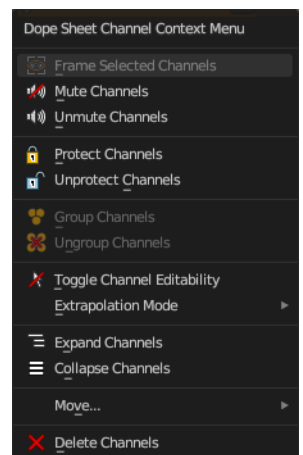 Dope Sheet Channel Context Menu
Frame Selected Channels
Mute Channels
Unmute Channels
Protect Channels
Unprotect Channels
Group Channels
Ungroup Channels
Toggle Channel Editability
Extrapolation Mode
Expand Channels
Collapse Channels
Move...
Delete Channels